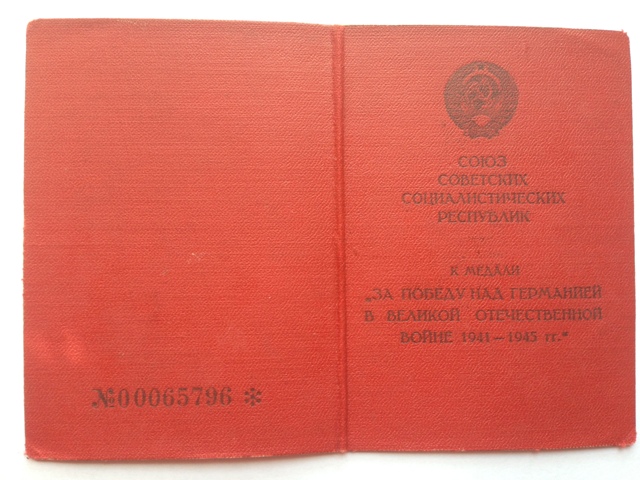 СОЮЗ
СОВЕТСКИХ
СОЦИАЛИСТИЧЕСКИХ
РЕСПУБЛИК
К МЕДАЛИ
„ЗА ПОБЕДУ НАД ГЕРМАНИЕЙ
В ВЕЛИКОЙ ОТЕЧЕСТВЕННОЙ
ВОЙНЕ 1941—1945 гг.“
№00065796 *